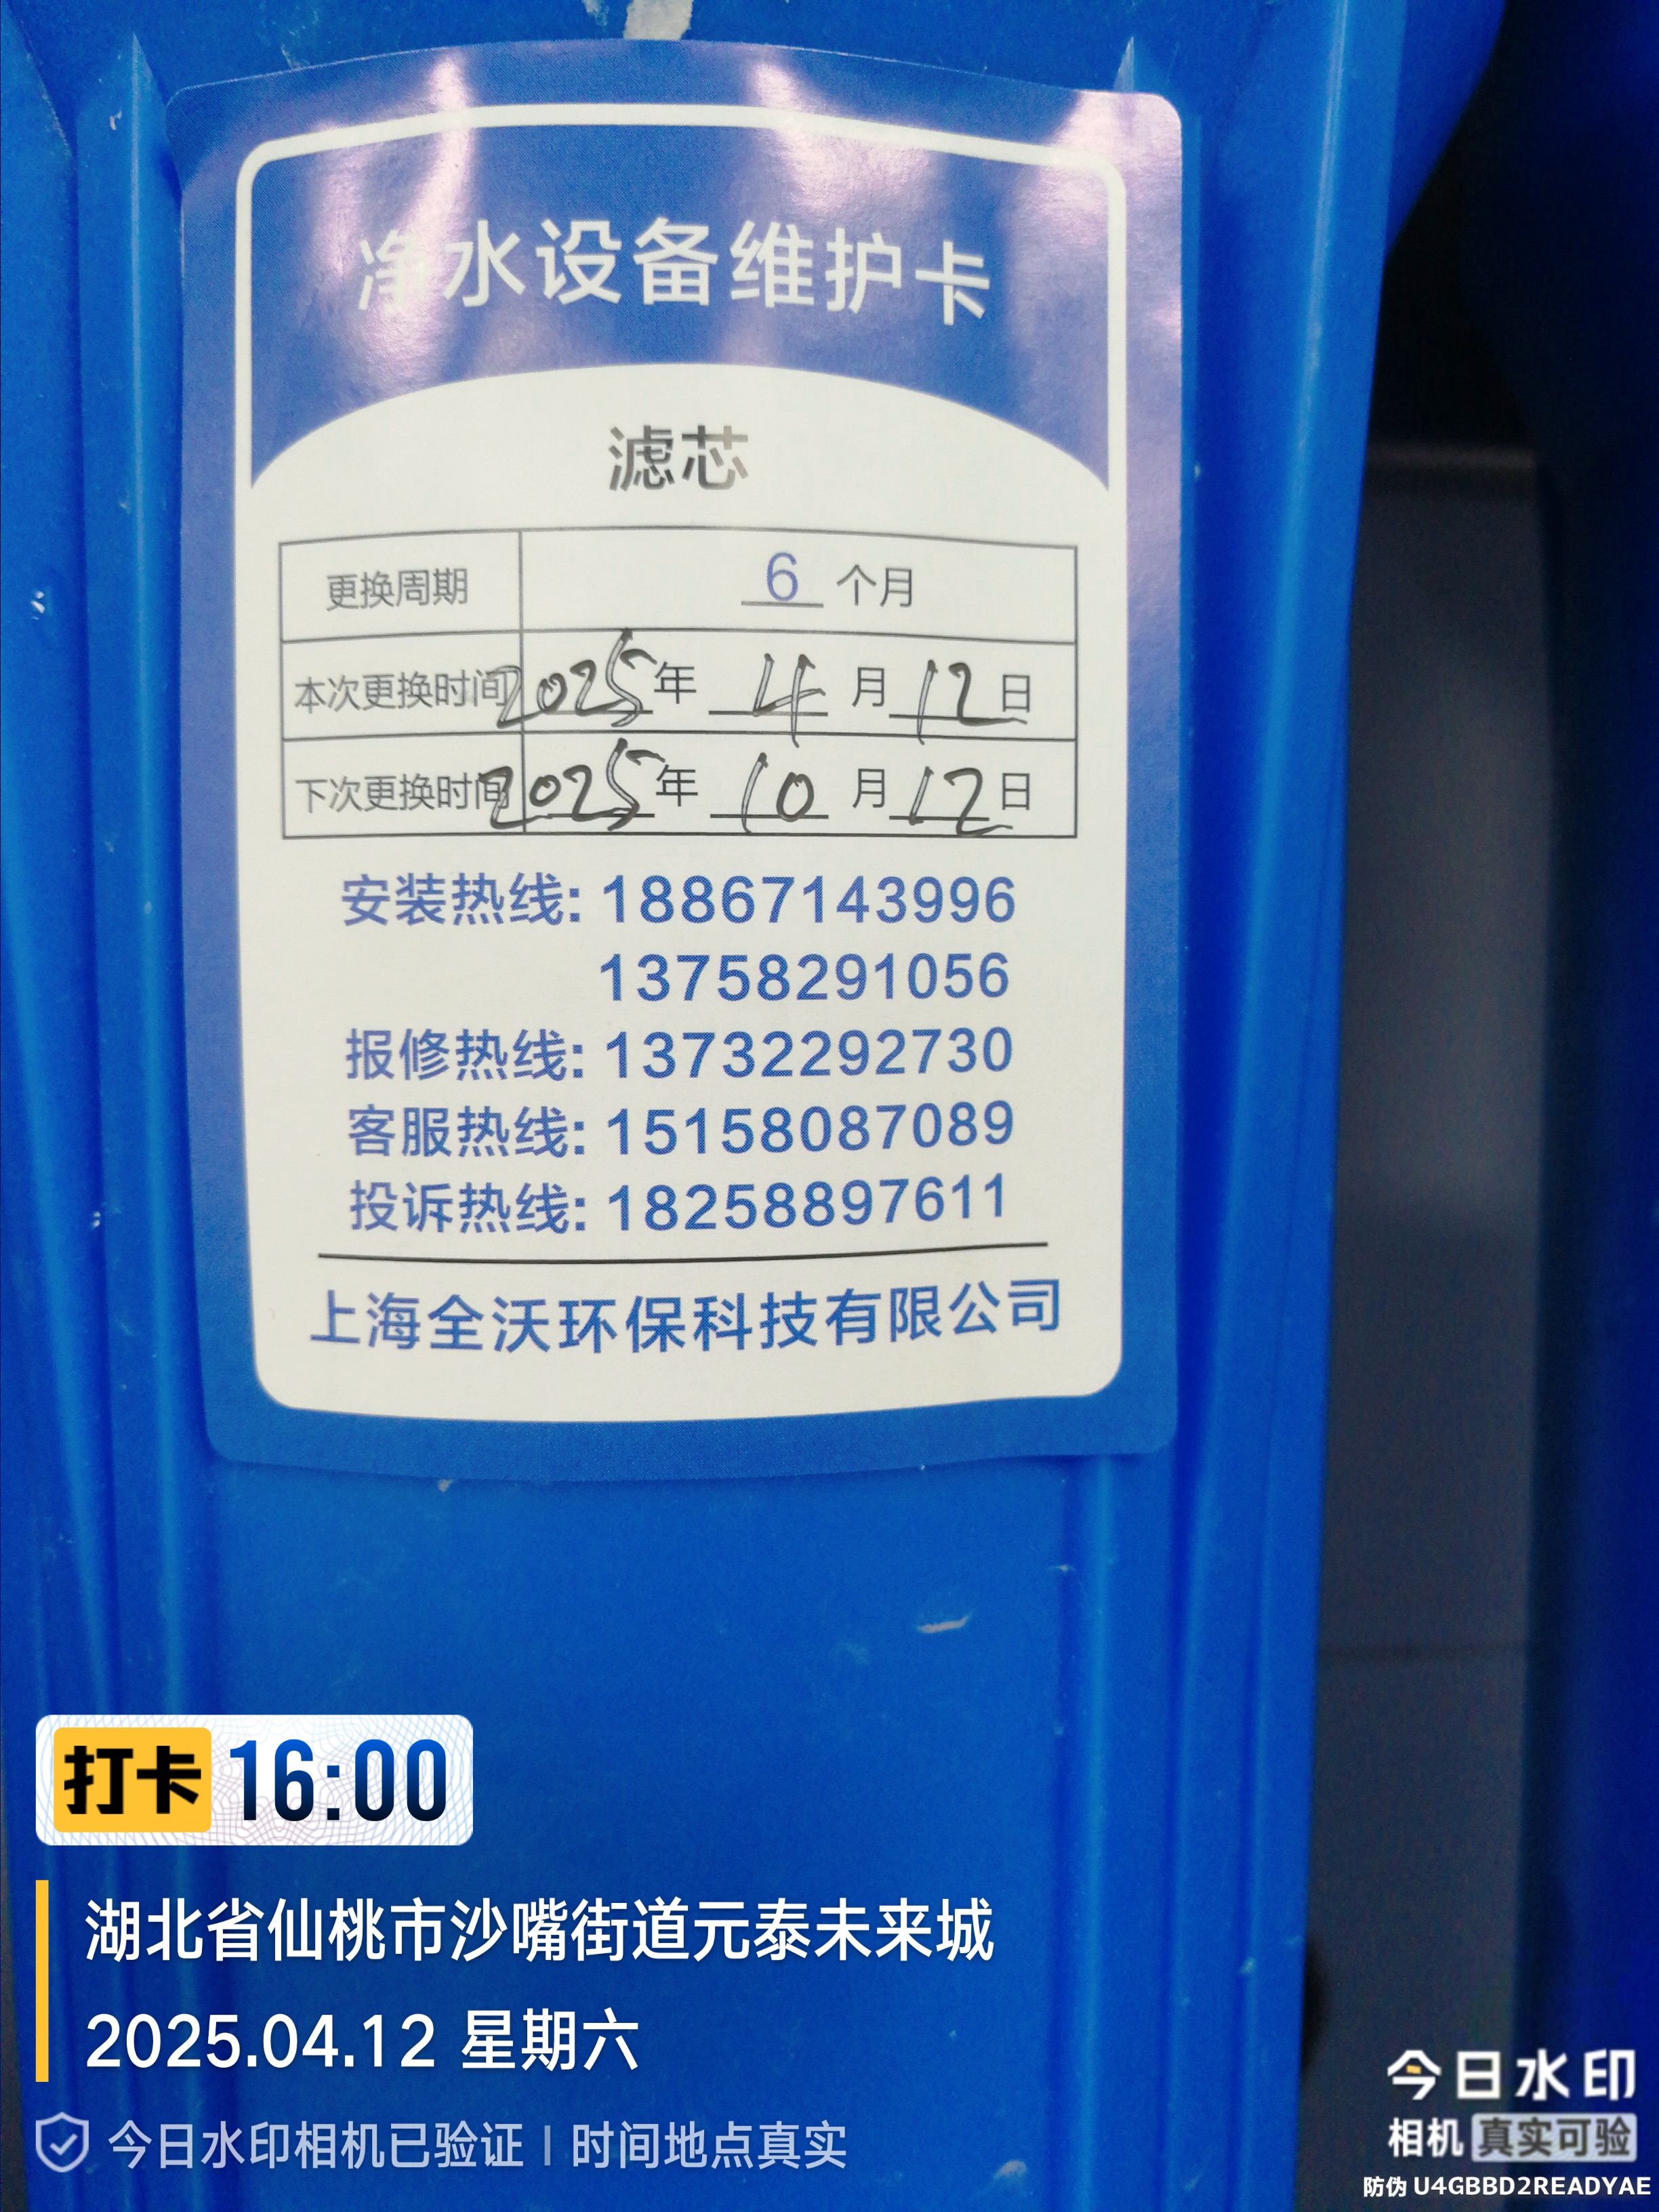 净水设备维护卡
滤芯
更换周期 6 个月
本次更换时间 2025 年 4 月 12 日
下次更换时间 2025 年 10 月 12 日
安装热线: 18867143996
13758291056
报修热线: 13732292730
客服热线: 15158087089
投诉热线: 18258897611
上海全沃环保科技有限公司
打卡 16:00
湖北省仙桃市沙嘴街道元泰未来城
2025.04.12 星期六
今日水印相机已验证 | 时间地点真实
今日水印
相机 真实可验
防伪 U4GBBD2READYAE